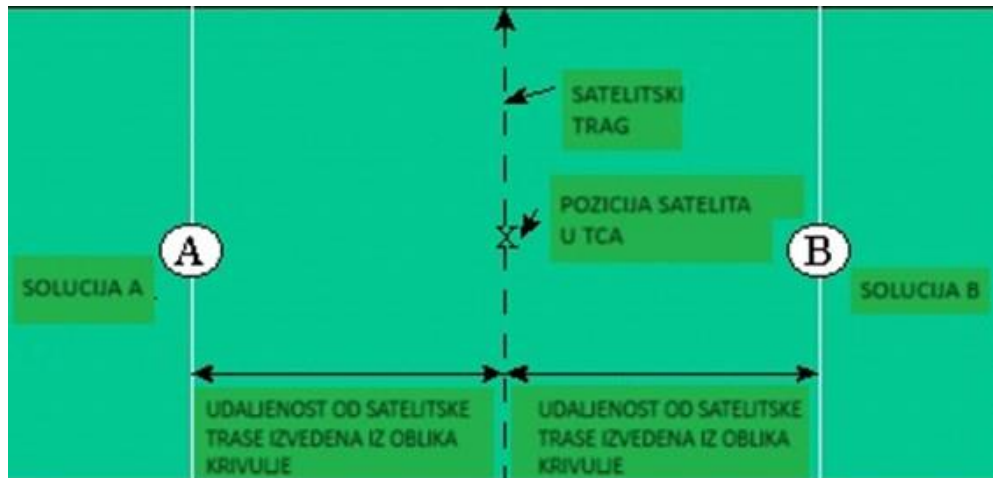 SATELITSKI
TRAG
POZICIJA SATELITA
U TCA
A
B
SOLUCIJA A
SOLUCIJA B
UDALJENOST OD SATELITSKE
TRASE IZVEDENA IZ OBLIKA
KRIVULJE
UDALJENOST OD SATELITSKE
TRASE IZVEDENA IZ OBLIKA
KRIVULJE